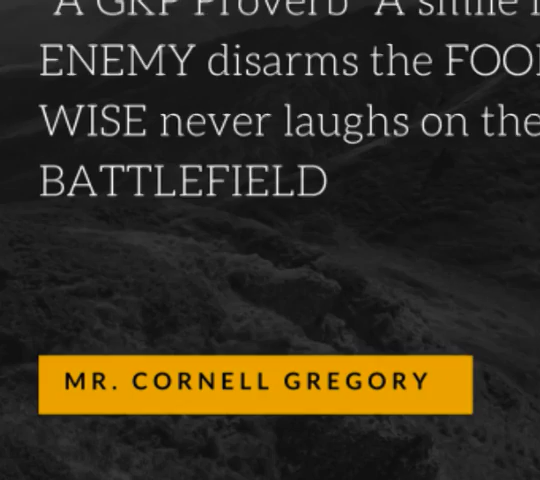 "A GKP Proverb" A smile
ENEMY disarms the
WISE never laughs on the
BATTLEFIELD
MR. CORNELL GREGORY